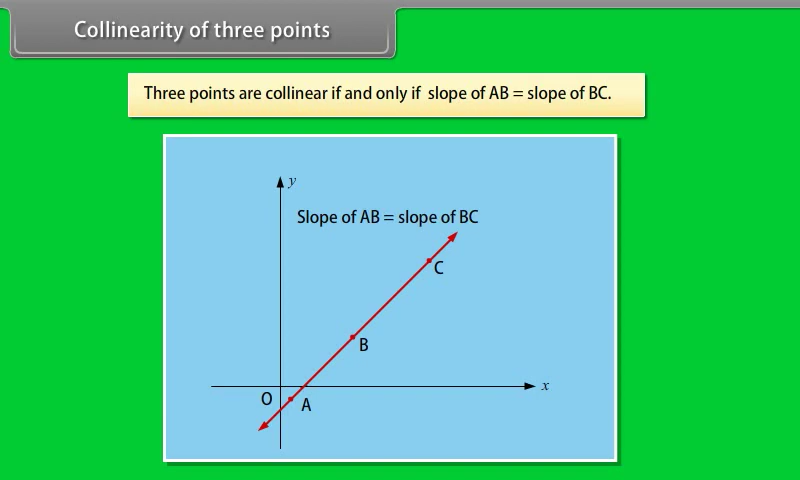 Collinearity of three points
Three points are collinear if and only if slope of AB = slope of BC.
y
Slope of AB = slope of BC
C
B
x
O
A